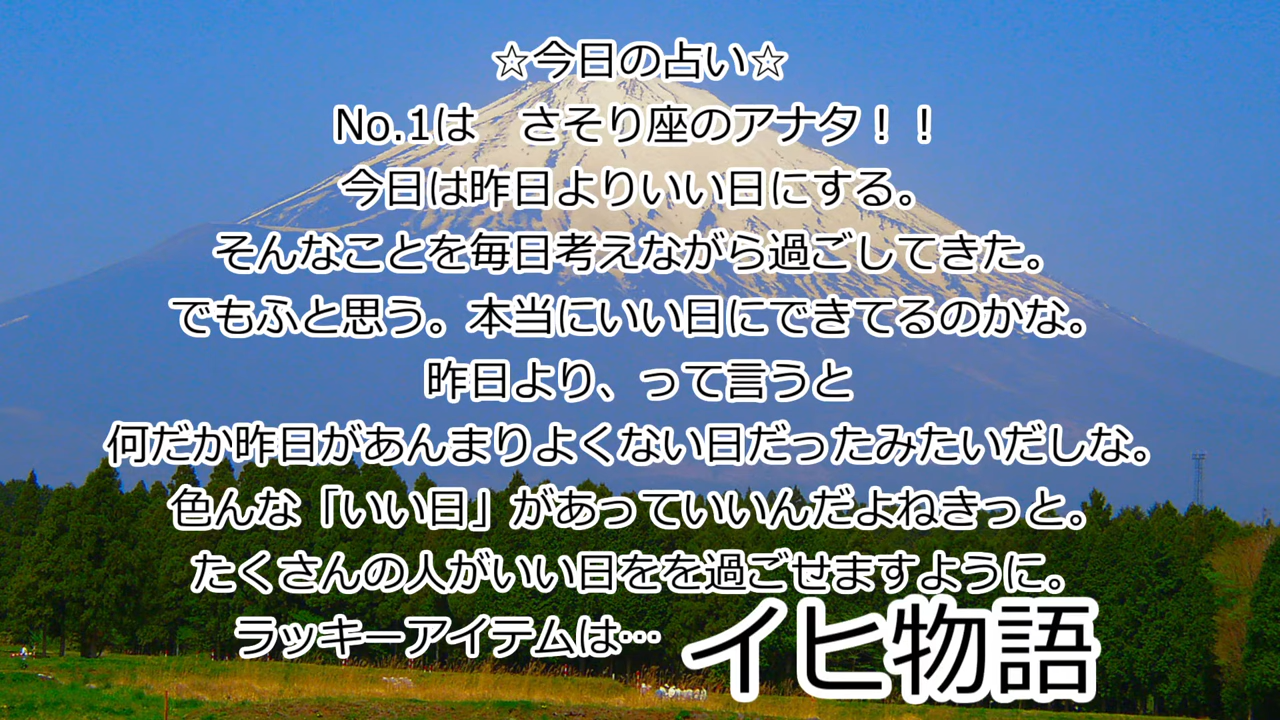 ☆今日の占い☆
No.1は　さそり座のアナタ！！
今日は昨日よりいい日にする。
そんなことを毎日考えながら過ごしてきた。
でもふと思う。本当にいい日にできてるのかな。
昨日より、って言うと
何だか昨日があんまりよくない日だったみたいだしな。
色んな「いい日」があっていいんだよねきっと。
たくさんの人がいい日をを過ごせますように。
ラッキーアイテムは… イヒ物語